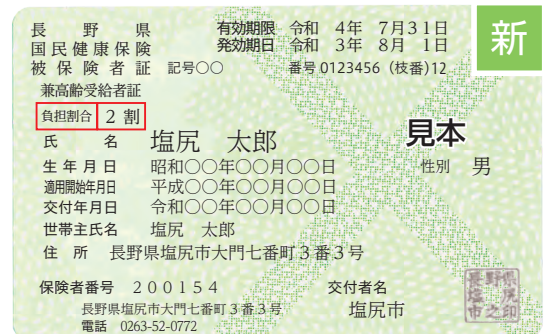 長野県 有効期限 令和 4年 7月31日
国民健康保険 発効期日 令和 3年 8月 1日
被保険者証 記号○○ 番号 0123456 (枝番)12
新
兼高齢受給者証
負担割合 2割
氏名 塩尻 太郎
見本
生年月日 昭和○○年○○月○○日 性別 男
適用開始年月日 平成○○年○○月○○日
交付年月日 令和○○年○○月○○日
世帯主氏名 塩尻 太郎
住所 長野県塩尻市大門七番町3番3号
保険者番号 200154 交付者名
長野県塩尻市大門七番町3番3号 塩尻市
電話 0263-52-0772
長野県
塩尻
市之印